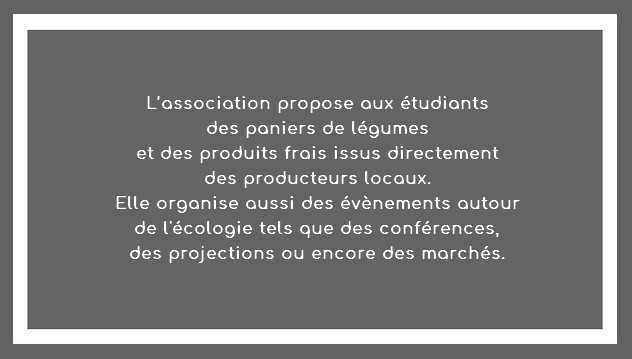 L'association propose aux étudiants
des paniers de légumes
et des produits frais issus directement
des producteurs locaux.
Elle organise aussi des évènements autour
de l'écologie tels que des conférences,
des projections ou encore des marchés.